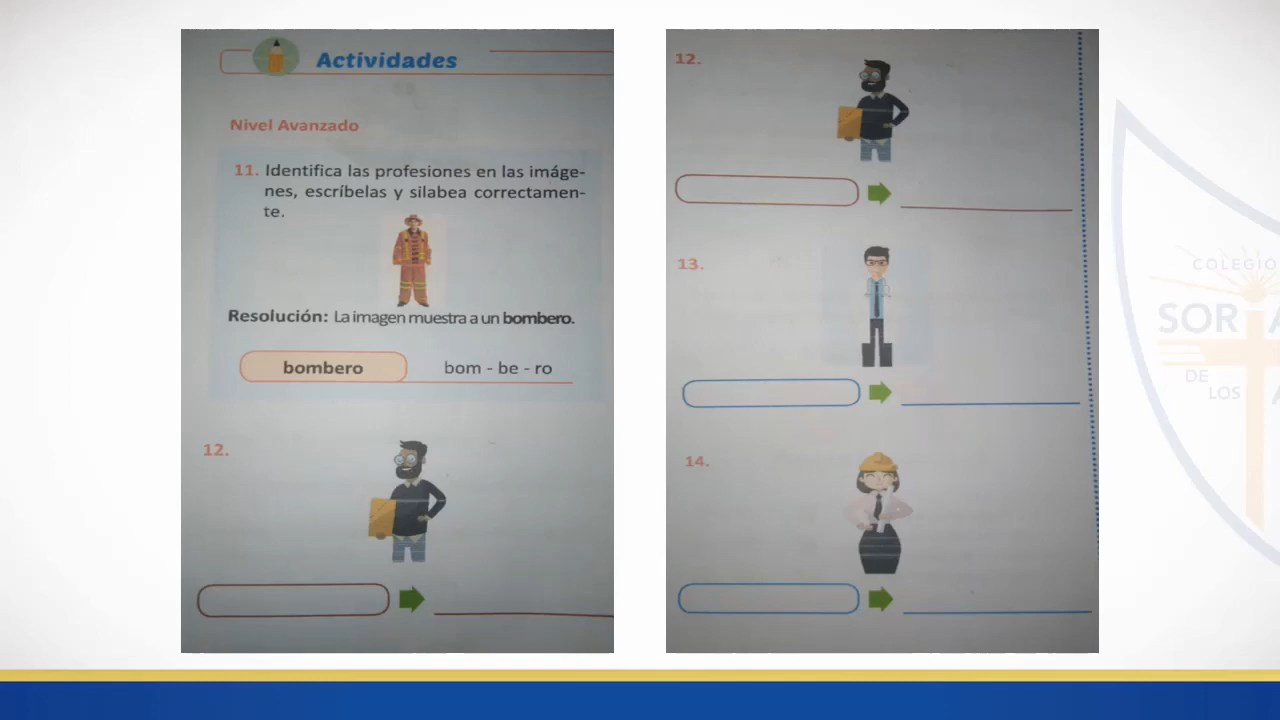 Actividades
Nivel Avanzado
11. Identifica las profesiones en las imáge-
nes, escríbelas y silabea correctamen-
te.
Resolución: La imagen muestra a un bombero.
bombero bom - be - ro
12.
12.
13.
14.
COLEGIO
SOR
DE
LOS